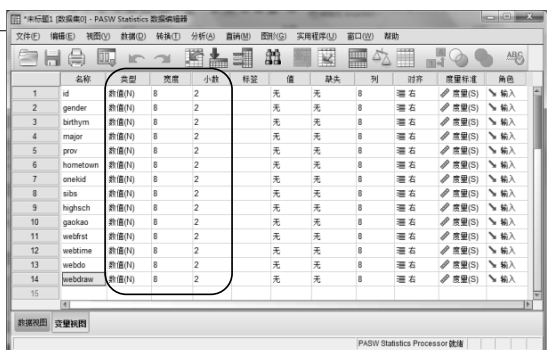 *未标题1 [数据集0] - PASW Statistics 数据编辑器
文件(F) 编辑(E) 视图(V) 数据(D) 转换(T) 分析(A) 直销(M) 图形(G) 实用程序(U) 窗口(W) 帮助
名称 类型 宽度 小数 标签 值 缺失 列 对齐 度量标准 角色
1 id 数值(N) 8 2 无 无 8 右 度量(S) 输入
2 gender 数值(N) 8 2 无 无 8 右 度量(S) 输入
3 birthym 数值(N) 8 2 无 无 8 右 度量(S) 输入
4 major 数值(N) 8 2 无 无 8 右 度量(S) 输入
5 prov 数值(N) 8 2 无 无 8 右 度量(S) 输入
6 hometown 数值(N) 8 2 无 无 8 右 度量(S) 输入
7 onekid 数值(N) 8 2 无 无 8 右 度量(S) 输入
8 sibs 数值(N) 8 2 无 无 8 右 度量(S) 输入
9 highsch 数值(N) 8 2 无 无 8 右 度量(S) 输入
10 gaokao 数值(N) 8 2 无 无 8 右 度量(S) 输入
11 webfrst 数值(N) 8 2 无 无 8 右 度量(S) 输入
12 webtime 数值(N) 8 2 无 无 8 右 度量(S) 输入
13 webdo 数值(N) 8 2 无 无 8 右 度量(S) 输入
14 webdraw 数值(N) 8 2 无 无 8 右 度量(S) 输入
15
数据视图 变量视图
PASW Statistics Processor 就绪